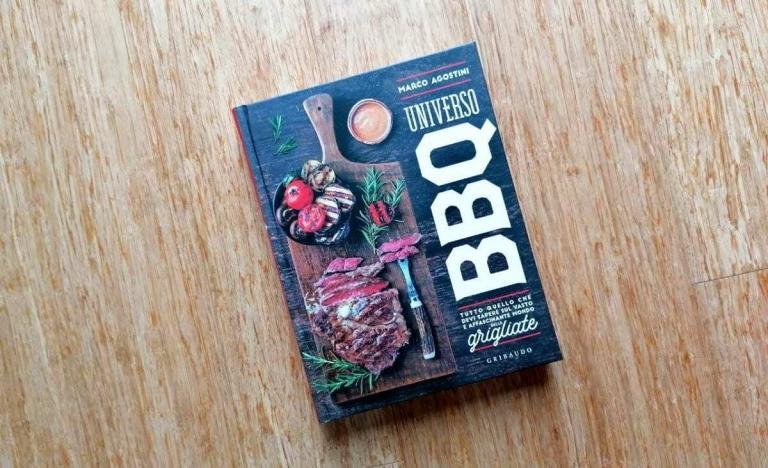 MARCO AGOSTINI
UNIVERSO
BBQ
TUTTO QUELLO CHE
DEVI SAPERE SUL VASTO
E AFFASCINANTE MONDO
DELLE
grigliate
GRIBAUDO